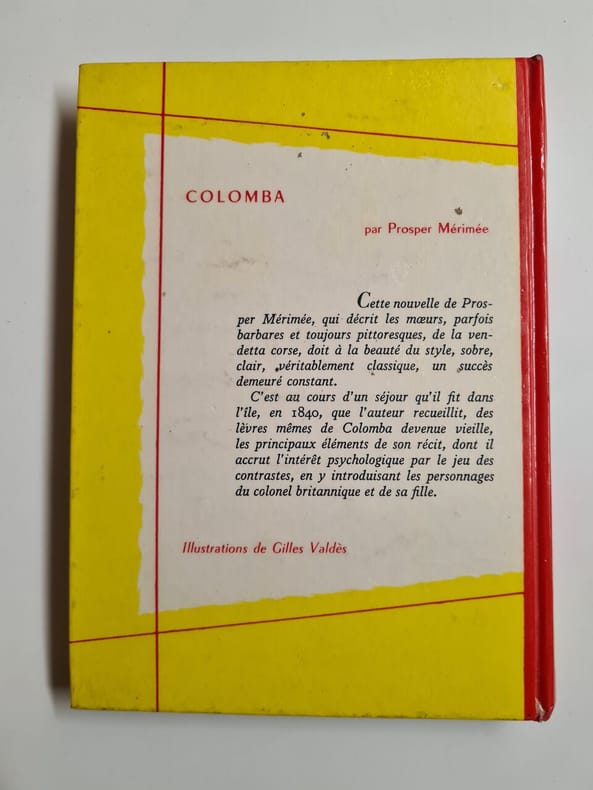 COLOMBA
par Prosper Mérimée
Cette nouvelle de Pros-
per Mérimée, qui décrit les mœurs, parfois
barbares et toujours pittoresques, de la ven-
detta corse, doit à la beauté du style, sobre,
clair, véritablement classique, un succès
demeuré constant.
C'est au cours d'un séjour qu'il fit dans
l'île, en 1840, que l'auteur recueillit, des
lèvres mêmes de Colomba devenue vieille,
les principaux éléments de son récit, dont il
accrut l'intérêt psychologique par le jeu des
contrastes, en y introduisant les personnages
du colonel britannique et de sa fille.
Illustrations de Gilles Valdès